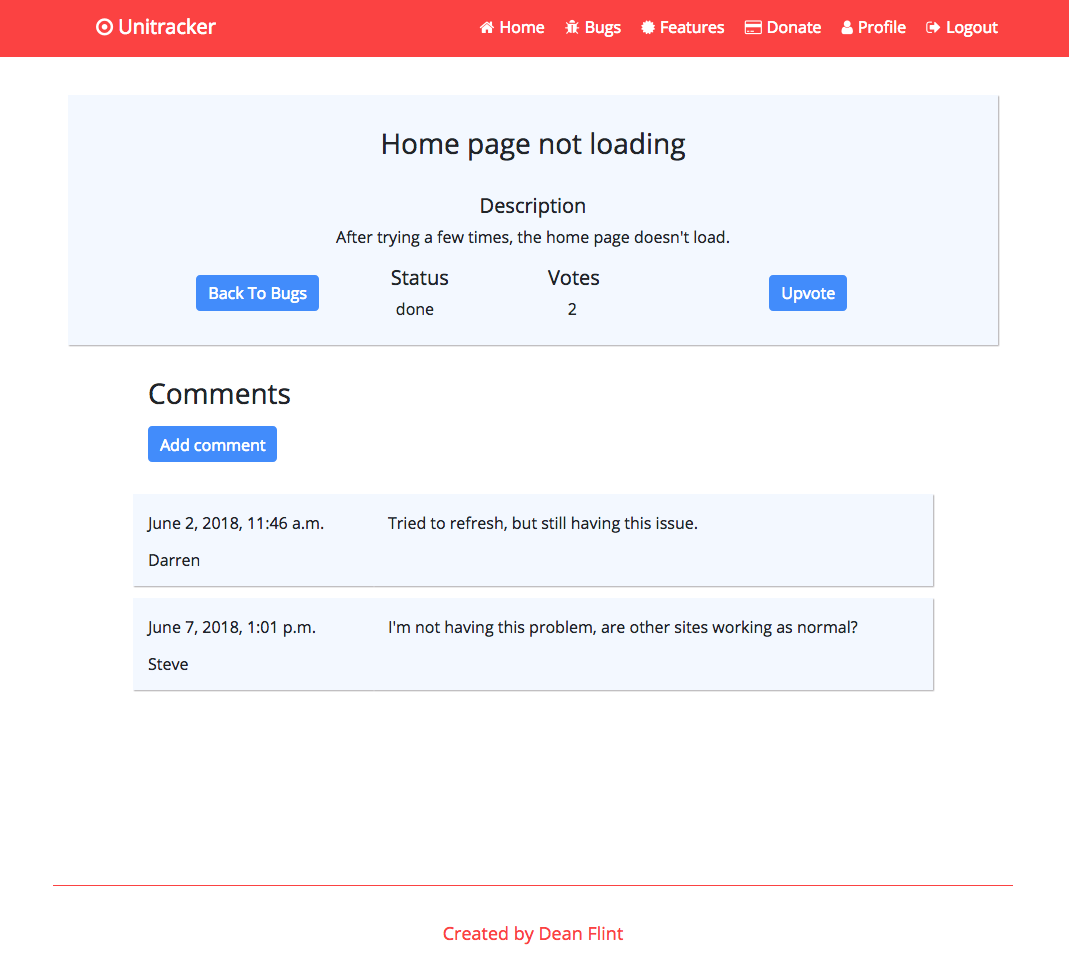 Unitracker Home Bugs Features Donate Profile Logout
Home page not loading
Description
After trying a few times, the home page doesn't load.
Back To Bugs
Status
done
Votes
2
Upvote
Comments
Add comment
June 2, 2018, 11:46 a.m. Tried to refresh, but still having this issue.
Darren
June 7, 2018, 1:01 p.m. I'm not having this problem, are other sites working as normal?
Steve
Created by Dean Flint